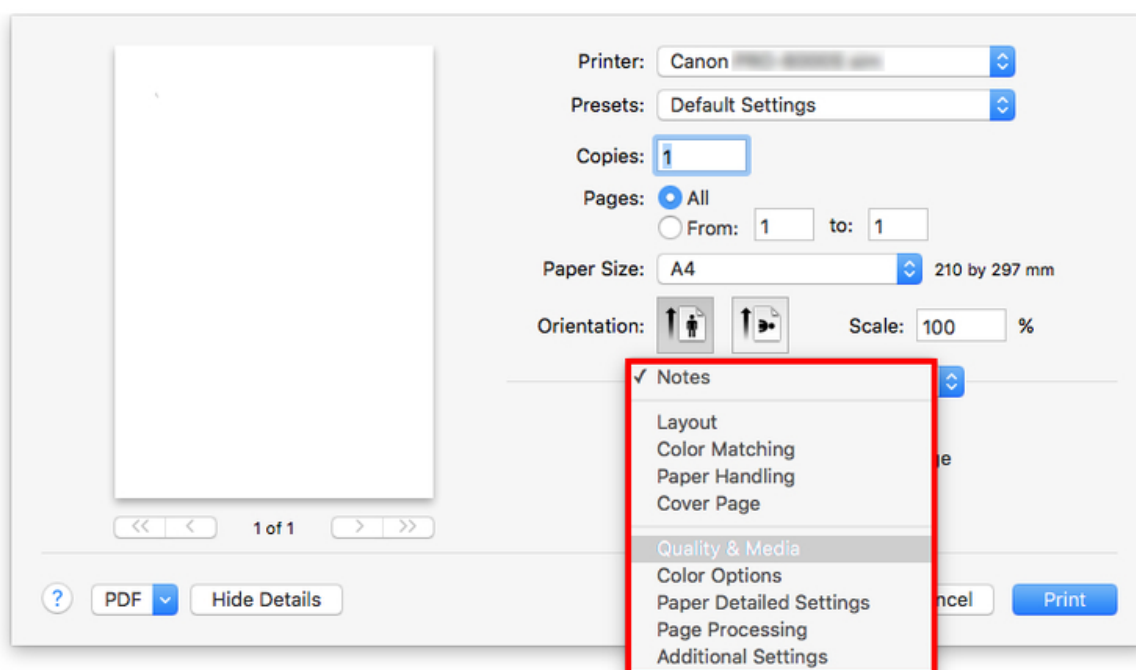 Printer: Canon
Presets: Default Settings
Copies: 1
Pages: All
From: 1 to: 1
Paper Size: A4 210 by 297 mm
Orientation: Scale: 100 %
✓ Notes
Layout
Color Matching
Paper Handling
Cover Page
Quality & Media
Color Options
Paper Detailed Settings
Page Processing
Additional Settings
<< < 1 of 1 > >>
? PDF Hide Details ncel Print